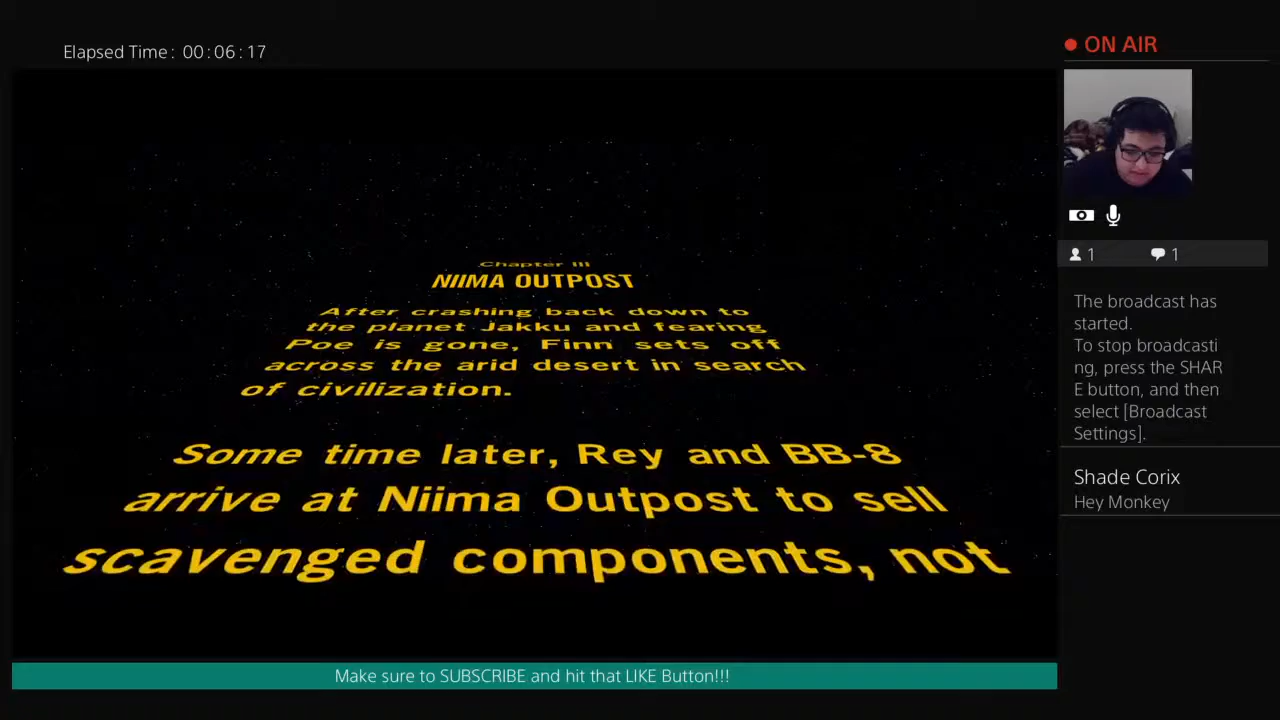 Elapsed Time: 00:06:17
ON AIR
Chapter III
NIIMA OUTPOST
After crashing back down to
the planet Jakku and fearing
Poe is gone, Finn sets off
across the arid desert in search
of civilization.
Some time later, Rey and BB-8
arrive at Niima Outpost to sell
scavenged components, not
Make sure to SUBSCRIBE and hit that LIKE Button!!!
1
1
The broadcast has
started.
To stop broadcasti
ng, press the SHAR
E button, and then
select [Broadcast
Settings].
Shade Corix
Hey Monkey